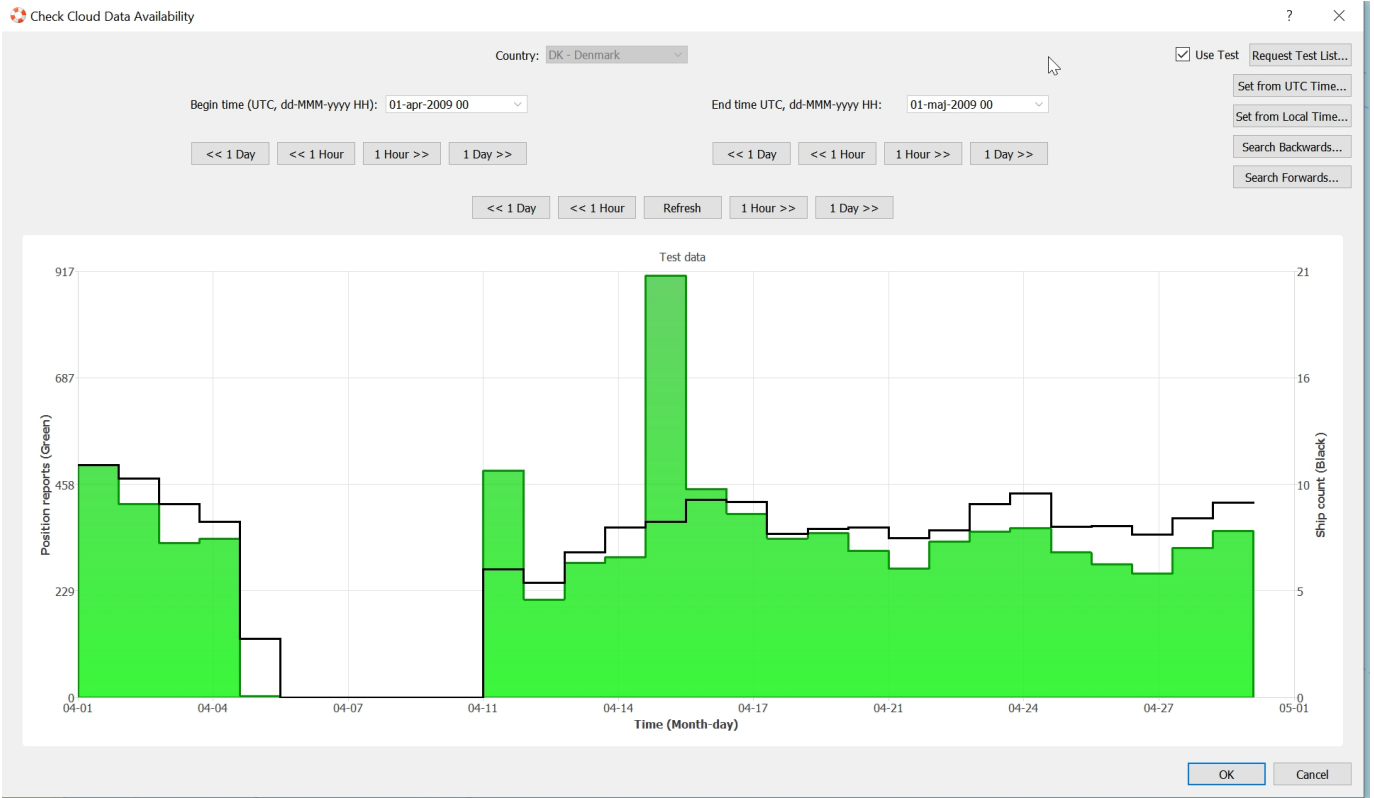 Check Cloud Data Availability
?
Country: DK - Denmark
Use Test Request Test List...
Set from UTC Time...
Begin time (UTC, dd-MMM-yyyy HH): 01-apr-2009 00 End time UTC, dd-MMM-yyyy HH: 01-maj-2009 00
Set from Local Time...
<< 1 Day << 1 Hour 1 Hour >> 1 Day >> << 1 Day << 1 Hour 1 Hour >> 1 Day >>
Search Backwards...
Search Forwards...
<< 1 Day << 1 Hour Refresh 1 Hour >> 1 Day >>
Test data
917
687
458
229
0
Position reports (Green)
21
16
10
5
0
Ship count (Black)
04-01 04-04 04-07 04-11 04-14 04-17 04-21 04-24 04-27 05-01
Time (Month-day)
OK Cancel